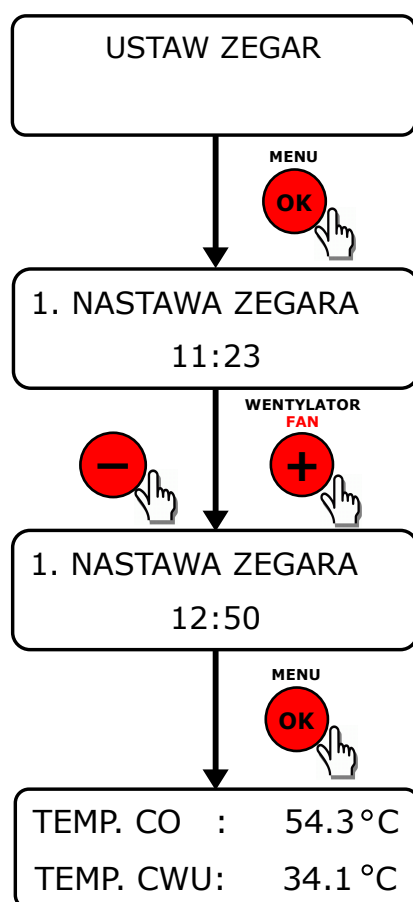 USTAW ZEGAR
MENU
OK
1. NASTAWA ZEGARA
11:23
WENTYLATOR
FAN
− +
1. NASTAWA ZEGARA
12:50
MENU
OK
TEMP. CO : 54.3°C
TEMP. CWU: 34.1°C